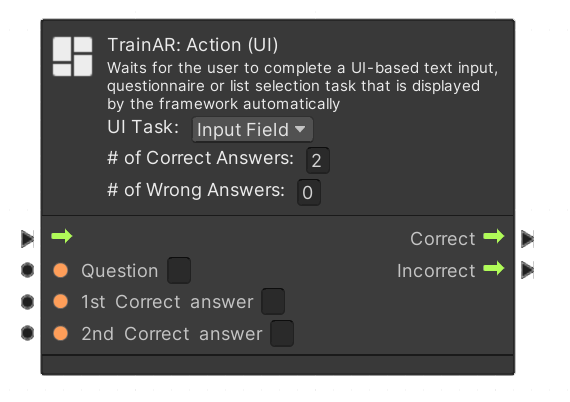 TrainAR: Action (UI)
Waits for the user to complete a UI-based text input,
questionnaire or list selection task that is displayed
by the framework automatically
UI Task: Input Field
# of Correct Answers: 2
# of Wrong Answers: 0
Correct
Question Incorrect
1st Correct answer
2nd Correct answer